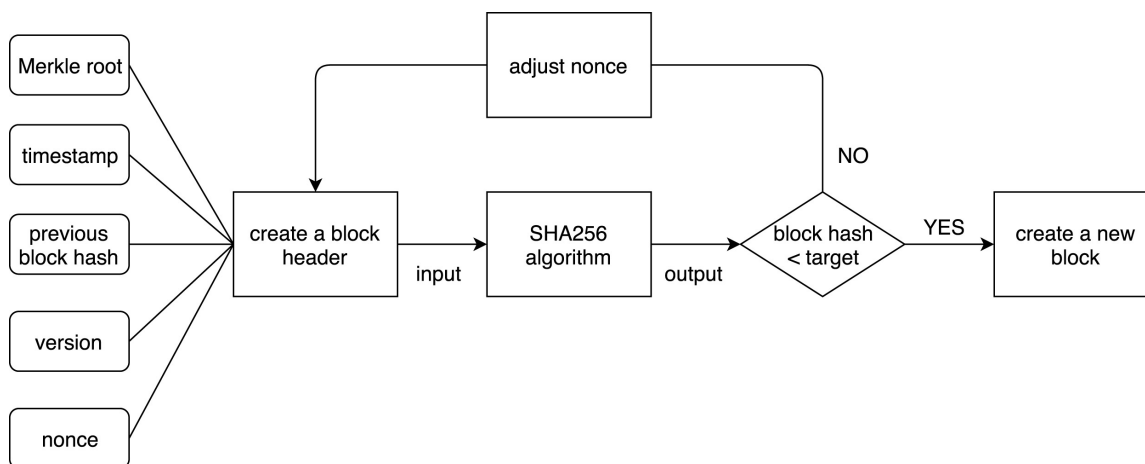 Merkle root
adjust nonce
timestamp
NO
previous
block hash
create a block
header
input
SHA256
algorithm
output
block hash
< target
YES
create a new
block
version
nonce